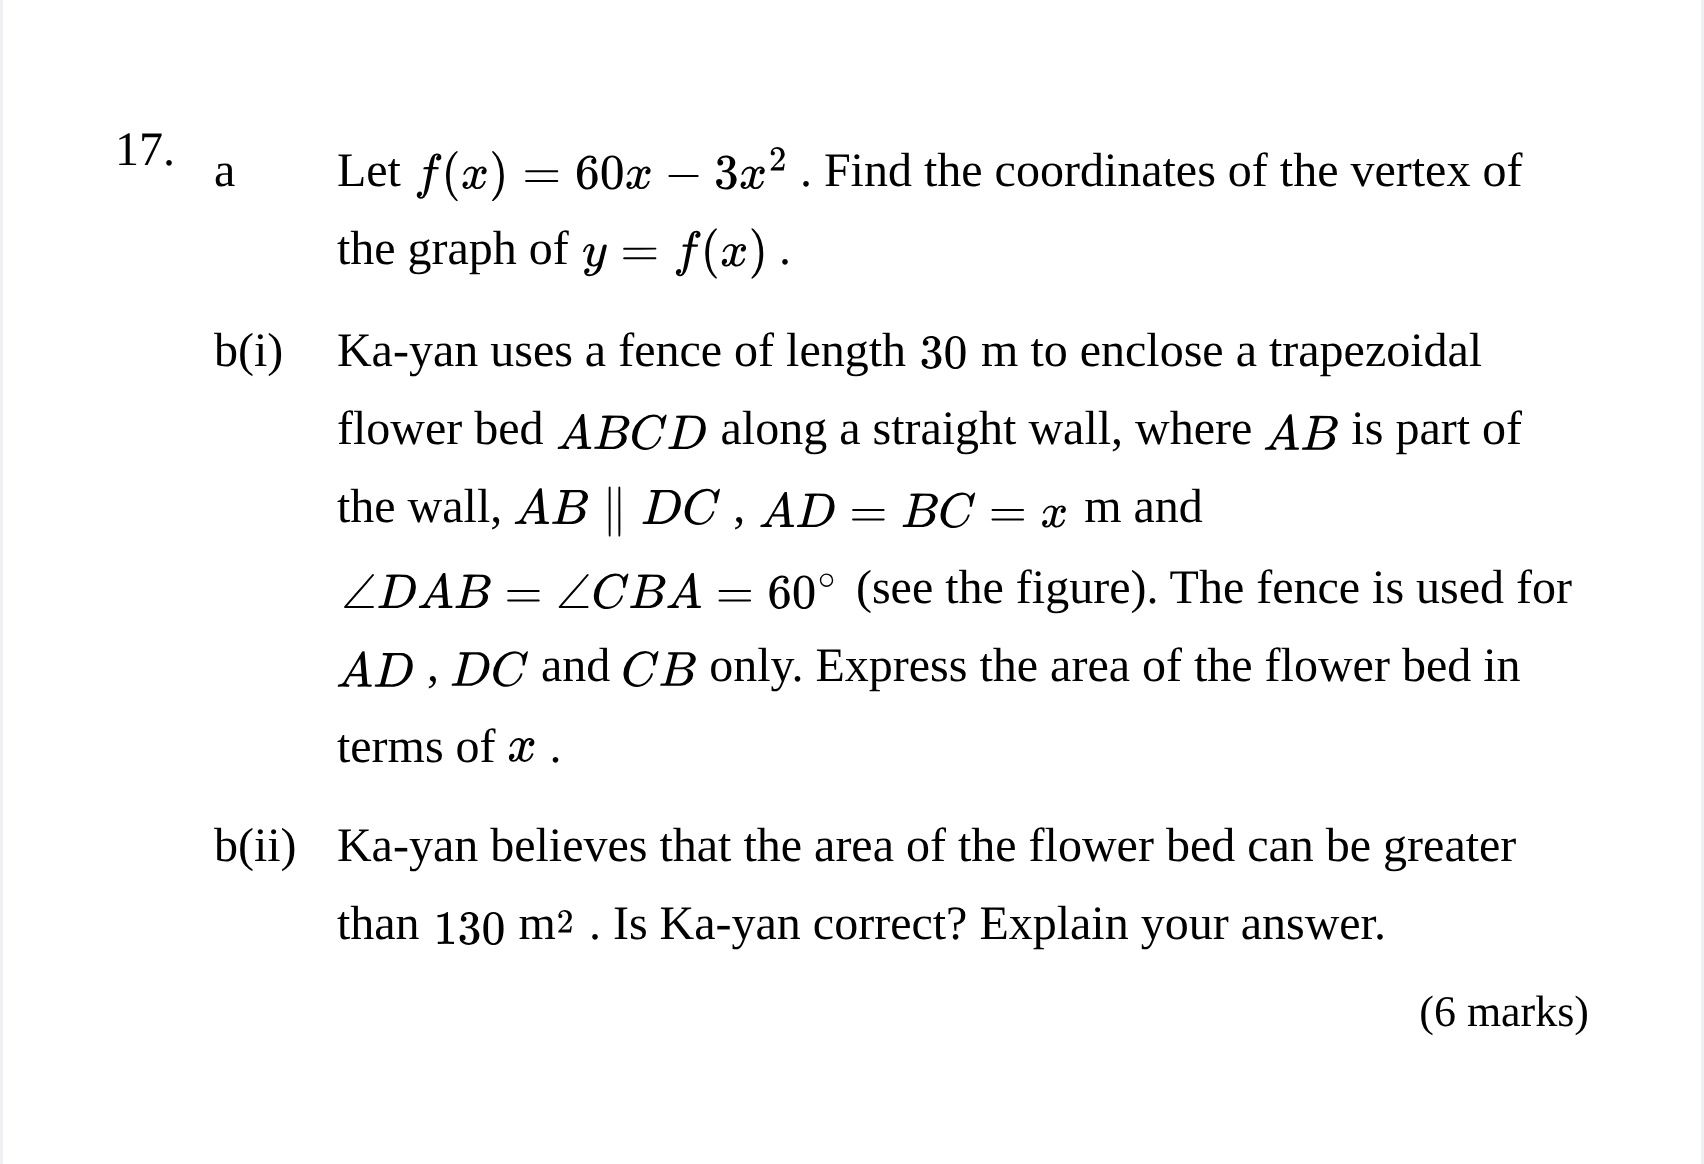 17. a Let f(x) = 60x − 3x² . Find the coordinates of the vertex of
the graph of y = f(x) .
b(i) Ka-yan uses a fence of length 30 m to enclose a trapezoidal
flower bed ABCD along a straight wall, where AB is part of
the wall, AB ∥ DC , AD = BC = x m and
∠DAB = ∠CBA = 60° (see the figure). The fence is used for
AD , DC and CB only. Express the area of the flower bed in
terms of x .
b(ii) Ka-yan believes that the area of the flower bed can be greater
than 130 m² . Is Ka-yan correct? Explain your answer.
(6 marks)